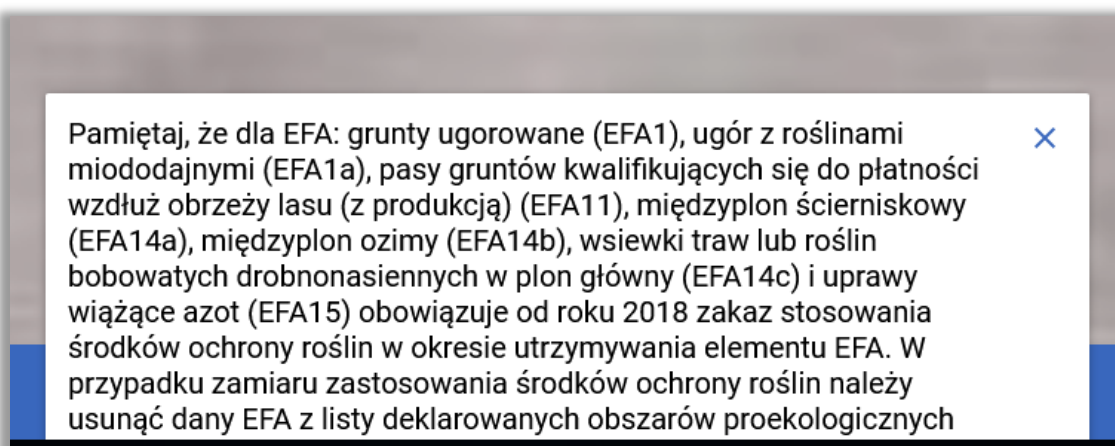 Pamiętaj, że dla EFA: grunty ugorowane (EFA1), ugór z roślinami
miododajnymi (EFA1a), pasy gruntów kwalifikujących się do płatności
wzdłuż obrzeży lasu (z produkcją) (EFA11), międzyplon ścierniskowy
(EFA14a), międzyplon ozimy (EFA14b), wsiewki traw lub roślin
bobowatych drobnonasiennych w plon główny (EFA14c) i uprawy
wiążące azot (EFA15) obowiązuje od roku 2018 zakaz stosowania
środków ochrony roślin w okresie utrzymywania elementu EFA. W
przypadku zamiaru zastosowania środków ochrony roślin należy
usunąć dany EFA z listy deklarowanych obszarów proekologicznych